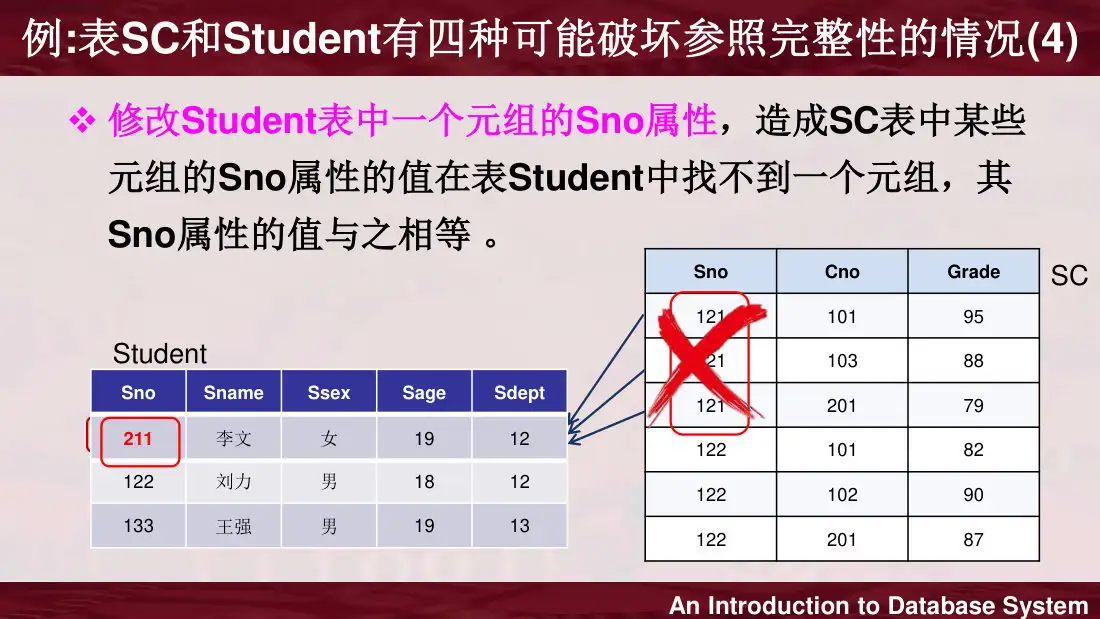 例:表SC和Student有四种可能破坏参照完整性的情况(4)
修改Student表中一个元组的Sno属性，造成SC表中某些
元组的Sno属性的值在表Student中找不到一个元组，其
Sno属性的值与之相等 。
Student
Sno Sname Ssex Sage Sdept
211 李文 女 19 12
122 刘力 男 18 12
133 王强 男 19 13
SC
Sno Cno Grade
121 101 95
121 103 88
121 201 79
122 101 82
122 102 90
122 201 87
An Introduction to Database System